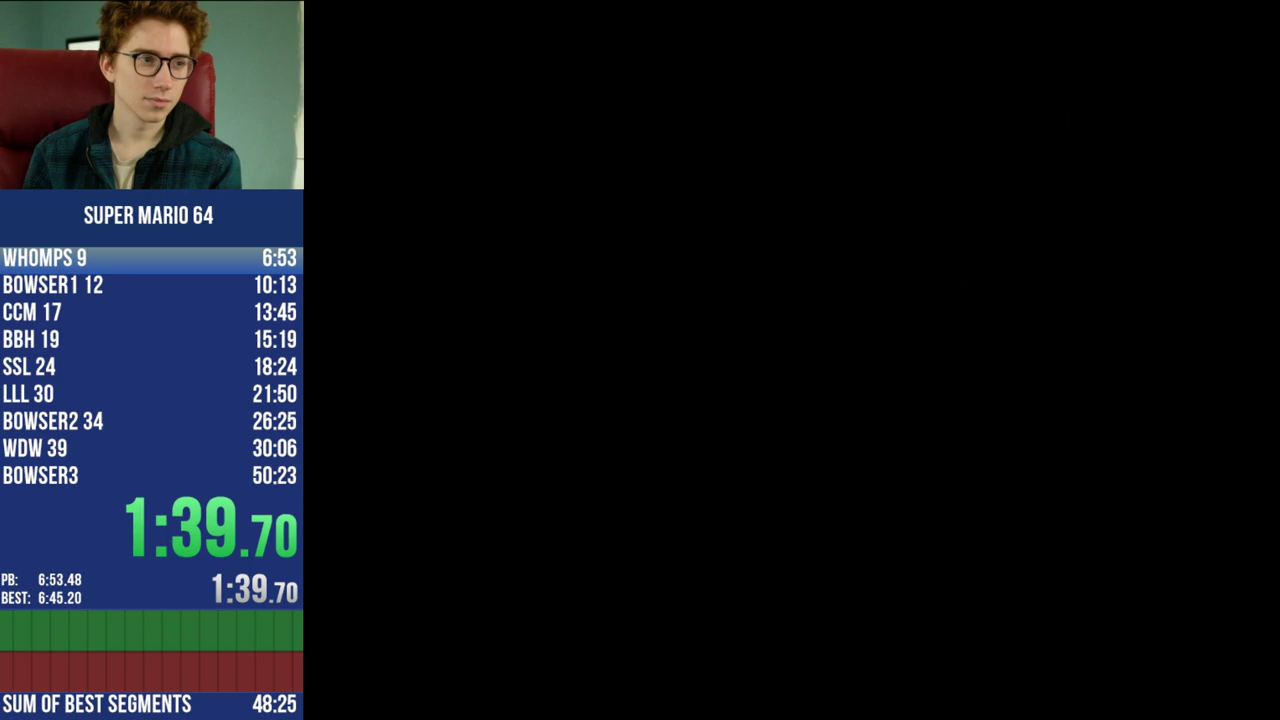 SUPER MARIO 64
WHOMPS 9 6:53
BOWSER1 12 10:13
CCM 17 13:45
BBH 19 15:19
SSL 24 18:24
LLL 30 21:50
BOWSER2 34 26:25
WDW 39 30:06
BOWSER3 50:23
1:39.70
PB: 6:53.48
BEST: 6:45.20
1:39.70
SUM OF BEST SEGMENTS 48:25